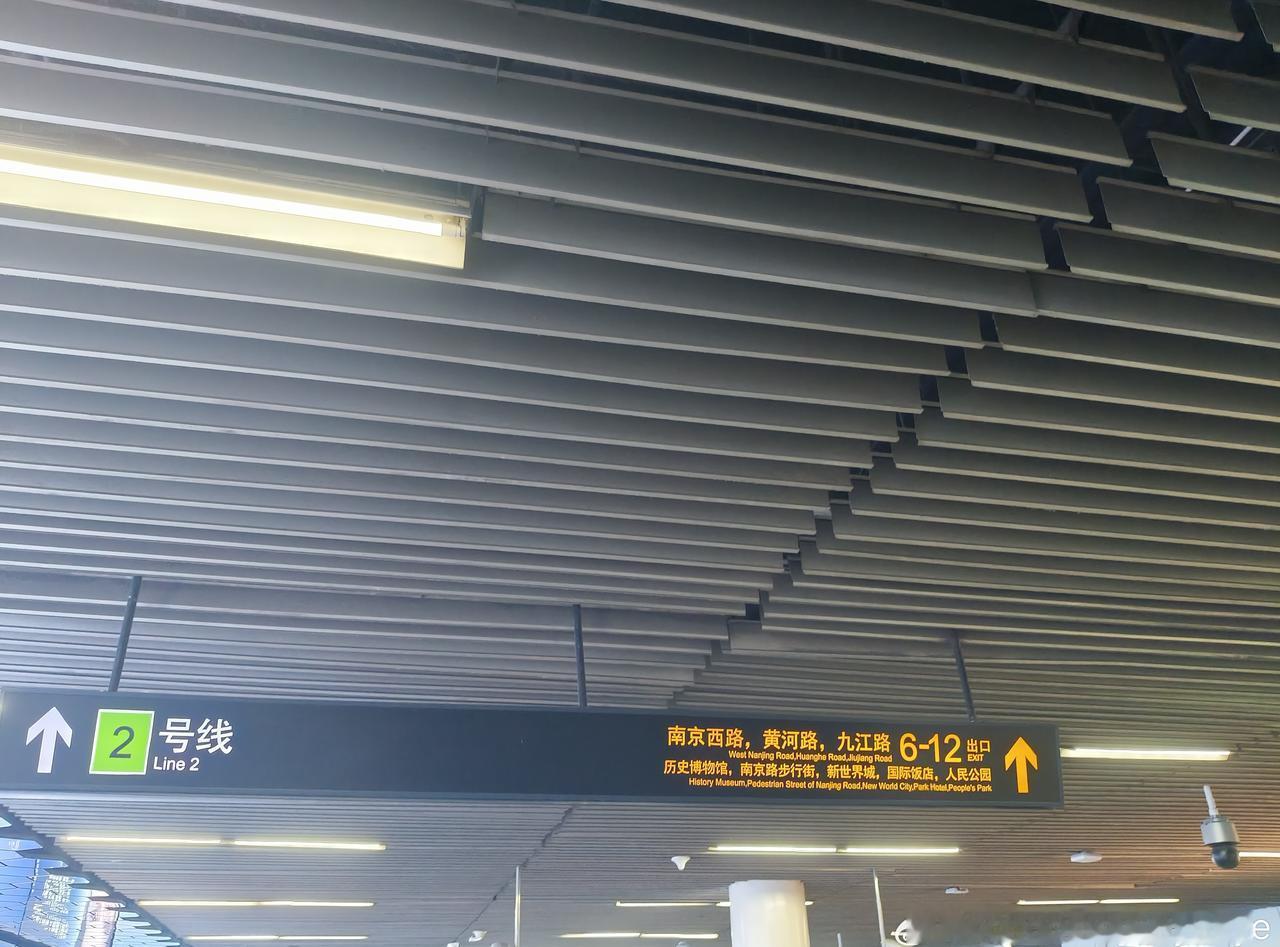 2 号线
Line 2
南京西路，黄河路，九江路 6-12 出口
West Nanjing Road,Huanghe Road,Jiujiang Road EXIT
历史博物馆，南京路步行街，新世界城，国际饭店，人民公园
History Museum,Pedestrian Street of Nanjing Road,New World City,Park Hotel,People's Park